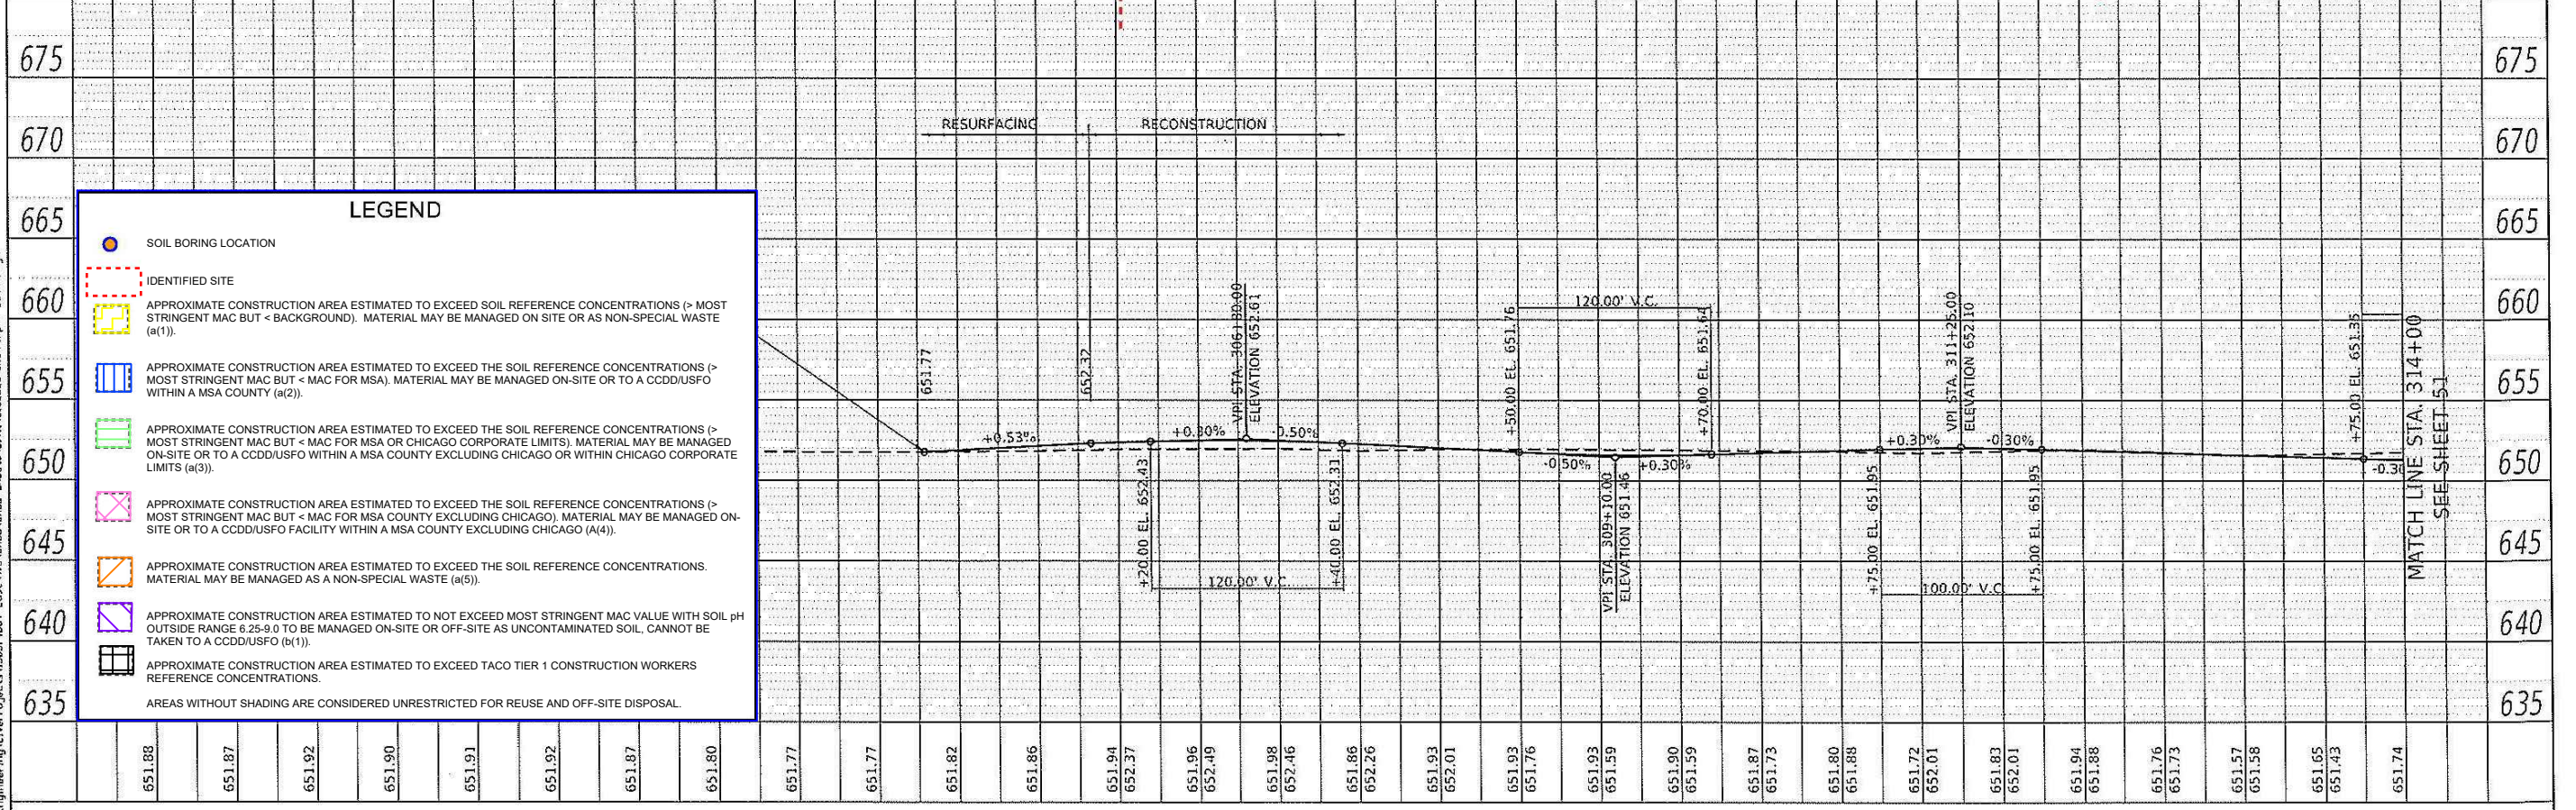 675
670
665
660
655
650
645
640
635
675
670
665
660
655
650
645
640
635
LEGEND
SOIL BORING LOCATION
IDENTIFIED SITE
APPROXIMATE CONSTRUCTION AREA ESTIMATED TO EXCEED SOIL REFERENCE CONCENTRATIONS (> MOST
STRINGENT MAC BUT < BACKGROUND). MATERIAL MAY BE MANAGED ON SITE OR AS NON-SPECIAL WASTE
(a(1)).
APPROXIMATE CONSTRUCTION AREA ESTIMATED TO EXCEED THE SOIL REFERENCE CONCENTRATIONS (>
MOST STRINGENT MAC BUT < MAC FOR MSA). MATERIAL MAY BE MANAGED ON-SITE OR TO A CCDD/USFO
WITHIN A MSA COUNTY (a(2)).
APPROXIMATE CONSTRUCTION AREA ESTIMATED TO EXCEED THE SOIL REFERENCE CONCENTRATIONS (>
MOST STRINGENT MAC BUT < MAC FOR MSA OR CHICAGO CORPORATE LIMITS). MATERIAL MAY BE MANAGED
ON-SITE OR TO A CCDD/USFO WITHIN A MSA COUNTY EXCLUDING CHICAGO OR WITHIN CHICAGO CORPORATE
LIMITS (a(3)).
APPROXIMATE CONSTRUCTION AREA ESTIMATED TO EXCEED THE SOIL REFERENCE CONCENTRATIONS (>
MOST STRINGENT MAC BUT < MAC FOR MSA COUNTY EXCLUDING CHICAGO). MATERIAL MAY BE MANAGED ON-
SITE OR TO A CCDD/USFO FACILITY WITHIN A MSA COUNTY EXCLUDING CHICAGO (A(4)).
APPROXIMATE CONSTRUCTION AREA ESTIMATED TO EXCEED THE SOIL REFERENCE CONCENTRATIONS.
MATERIAL MAY BE MANAGED AS A NON-SPECIAL WASTE (a(5)).
APPROXIMATE CONSTRUCTION AREA ESTIMATED TO NOT EXCEED MOST STRINGENT MAC VALUE WITH SOIL pH
OUTSIDE RANGE 6.25-9.0 TO BE MANAGED ON-SITE OR OFF-SITE AS UNCONTAMINATED SOIL, CANNOT BE
TAKEN TO A CCDD/USFO (b(1)).
APPROXIMATE CONSTRUCTION AREA ESTIMATED TO EXCEED TACO TIER 1 CONSTRUCTION WORKERS
REFERENCE CONCENTRATIONS.
AREAS WITHOUT SHADING ARE CONSIDERED UNRESTRICTED FOR REUSE AND OFF-SITE DISPOSAL.
RESURFACING
RECONSTRUCTION
651.77
652.32
+0.53%
+20.00 EL. 652.43
+0.30%
VPI STA. 306+80.00
ELEVATION 652.61
-0.50%
+40.00 EL. 652.31
120.00' V.C.
+50.00 EL. 651.76
120.00' V.C.
-0.50%
VPI STA. 309+10.00
ELEVATION 651.46
+0.30%
+70.00 EL. 651.64
+75.00 EL. 651.95
+0.30%
VPI STA. 311+25.00
ELEVATION 652.10
-0.30%
+75.00 EL. 651.95
100.00' V.C.
+75.00 EL. 651.35
-0.30
MATCH LINE STA. 314+00
SEE SHEET 51
651.88
651.87
651.92
651.90
651.91
651.92
651.87
651.80
651.77
651.77
651.82
651.86
651.94
652.37
651.96
652.49
651.98
652.46
651.86
652.26
651.93
652.01
651.93
651.76
651.93
651.59
651.90
651.59
651.87
651.73
651.80
651.88
651.72
652.01
651.83
652.01
651.94
651.88
651.76
651.73
651.57
651.58
651.65
651.43
651.74